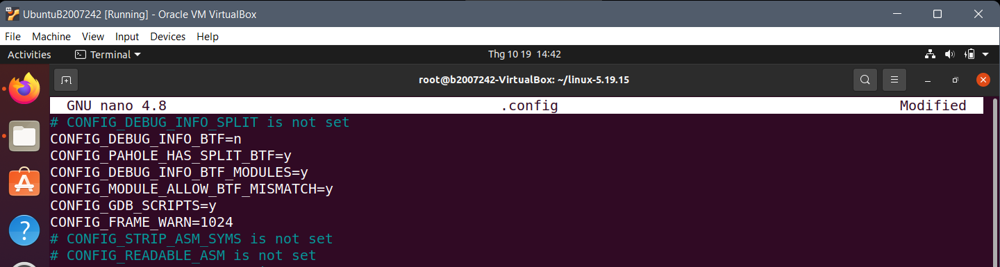 UbuntuB2007242 [Running] - Oracle VM VirtualBox
File Machine View Input Devices Help
Activities Terminal Thg 10 19 14:42
root@b2007242-VirtualBox: ~/linux-5.19.15
GNU nano 4.8 .config Modified
# CONFIG_DEBUG_INFO_SPLIT is not set
CONFIG_DEBUG_INFO_BTF=n
CONFIG_PAHOLE_HAS_SPLIT_BTF=y
CONFIG_DEBUG_INFO_BTF_MODULES=y
CONFIG_MODULE_ALLOW_BTF_MISMATCH=y
CONFIG_GDB_SCRIPTS=y
CONFIG_FRAME_WARN=1024
# CONFIG_STRIP_ASM_SYMS is not set
# CONFIG_READABLE_ASM is not set